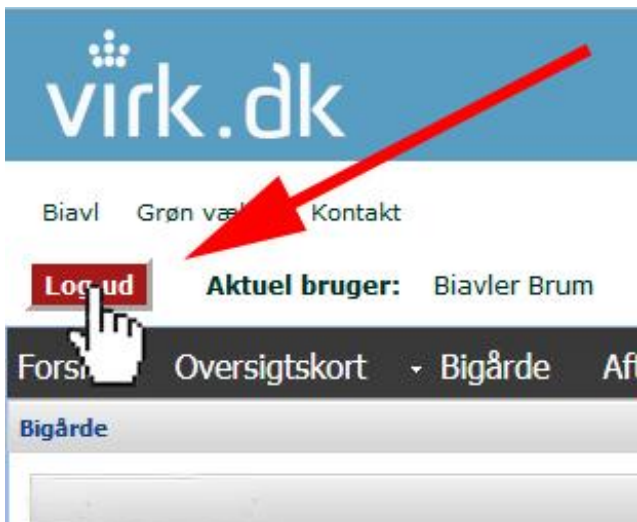 virk.dk
Biavl Kontakt
Log ud Aktuel bruger: Biavler Brum
Oversigtskort Bigårde
Bigårde